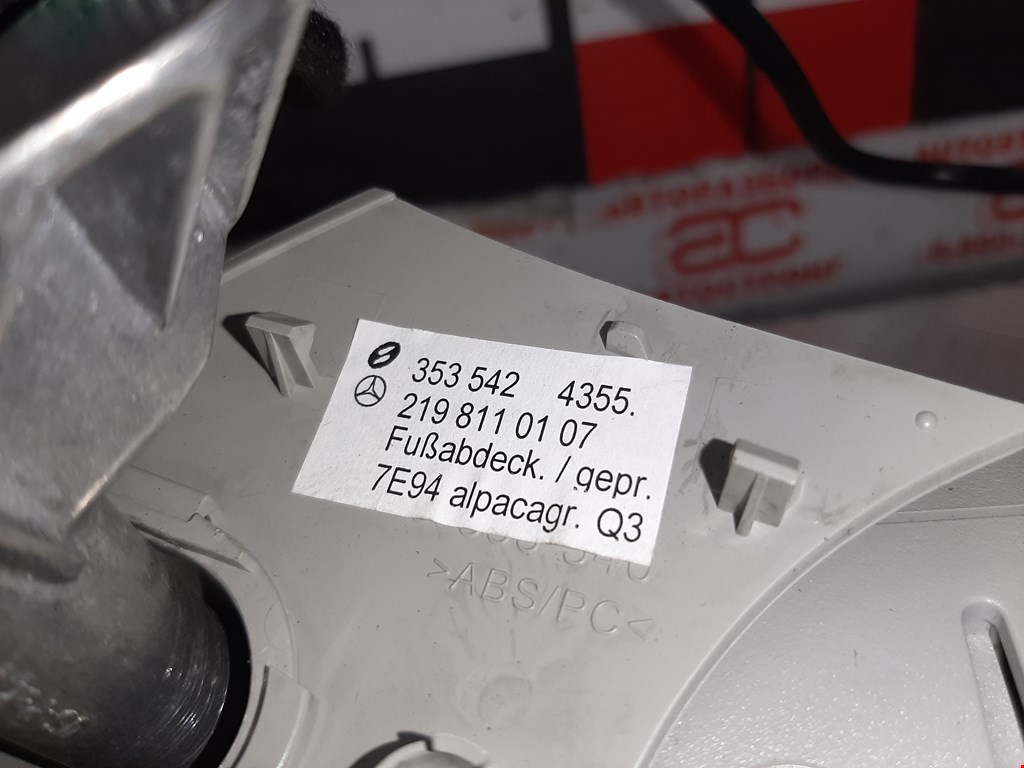 353 542 4355.
219 811 01 07
Fußabdeck. / gepr.
7E94 alpacagr. Q3
>ABS/PC<